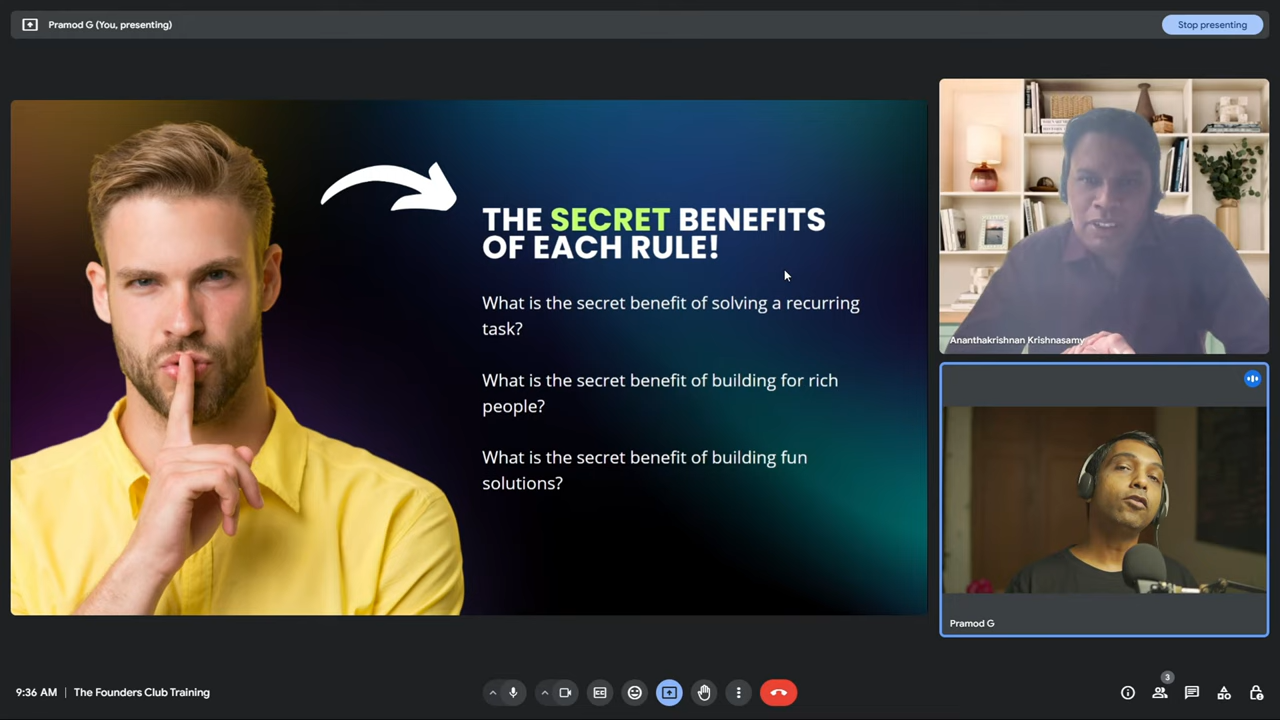 Pramod G (You, presenting)
Stop presenting
THE SECRET BENEFITS
OF EACH RULE!
What is the secret benefit of solving a recurring
task?
What is the secret benefit of building for rich
people?
What is the secret benefit of building fun
solutions?
Ananthakrishnan Krishnasamy
Pramod G
9:36 AM | The Founders Club Training
3